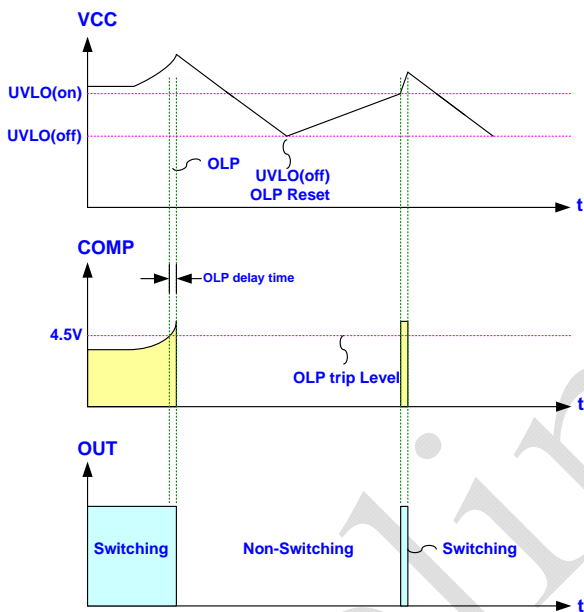 VCC
UVLO(on)
UVLO(off)
OLP
UVLO(off)
OLP Reset
t
COMP
OLP delay time
4.5V
OLP trip Level
t
OUT
Switching
Non-Switching
Switching
t